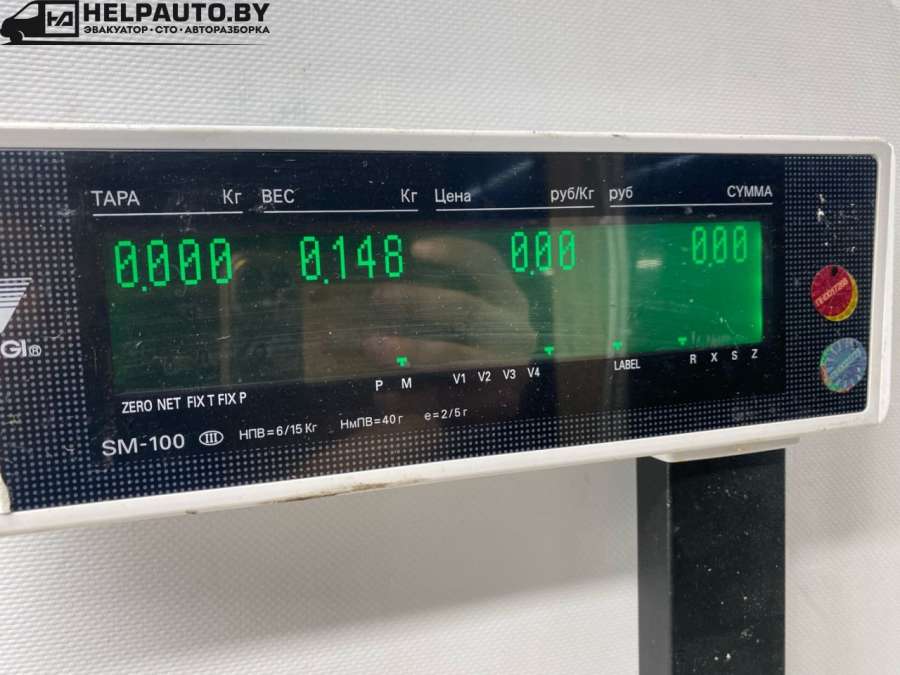 HELPAUTO.BY
ЭВАКУАТОР•СТО•АВТОРАЗБОРКА
ТАРА Кг ВЕС Кг Цена руб/Кг руб СУММА
0.000 0.148 0.00 0.00
GI®
P M V1 V2 V3 V4 LABEL R X S Z
ZERO NET FIX T FIX P
SM-100 III НПВ=6/15 Кг НмПВ=40 г e=2/5 г